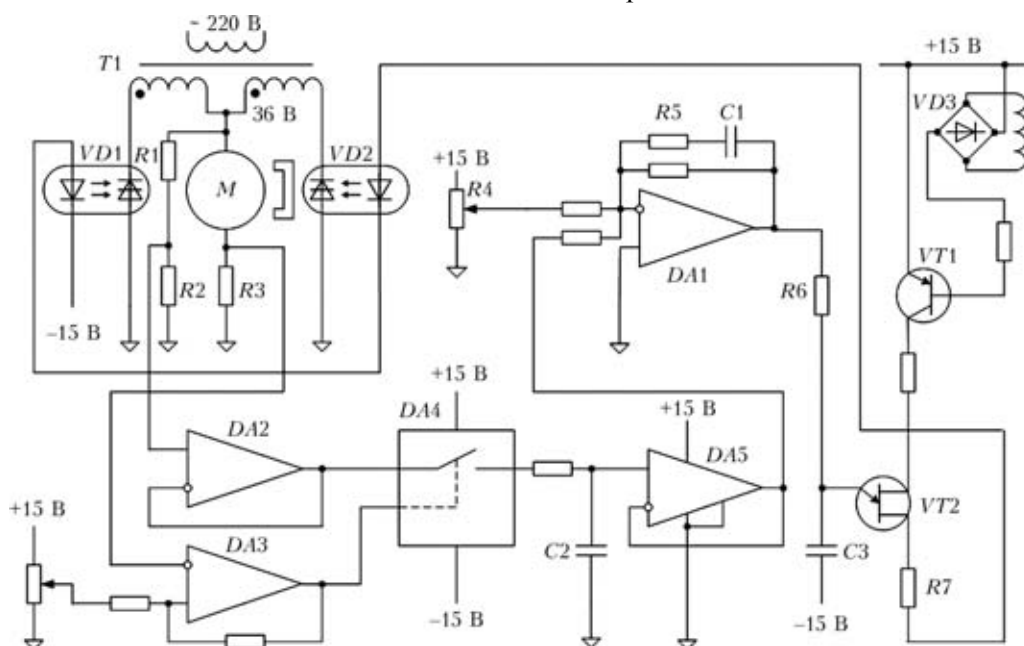 ~ 220 В
T1
36 В
VD1
R1
M
VD2
R2
R3
–15 В
+15 В
R4
R5
C1
DA1
R6
+15 В
VD3
VT1
DA2
+15 В
DA4
+15 В
DA5
VT2
+15 В
DA3
–15 В
C2
C3
–15 В
R7